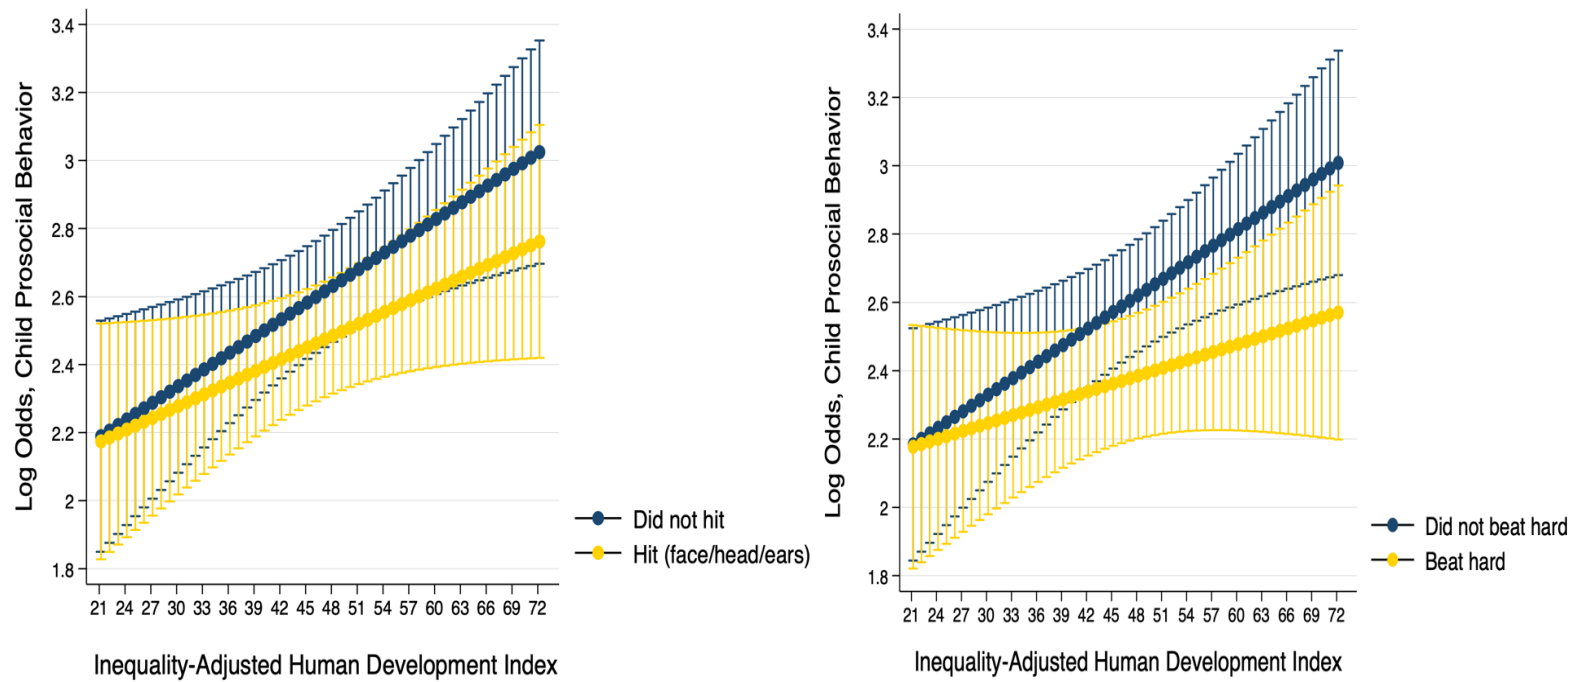 3.4
3.2
3
2.8
2.6
2.4
2.2
2
1.8
Log Odds, Child Prosocial Behavior
21 24 27 30 33 36 39 42 45 48 51 54 57 60 63 66 69 72
Inequality-Adjusted Human Development Index
Did not hit
Hit (face/head/ears)
3.4
3.2
3
2.8
2.6
2.4
2.2
2
1.8
Log Odds, Child Prosocial Behavior
21 24 27 30 33 36 39 42 45 48 51 54 57 60 63 66 69 72
Inequality-Adjusted Human Development Index
Did not beat hard
Beat hard